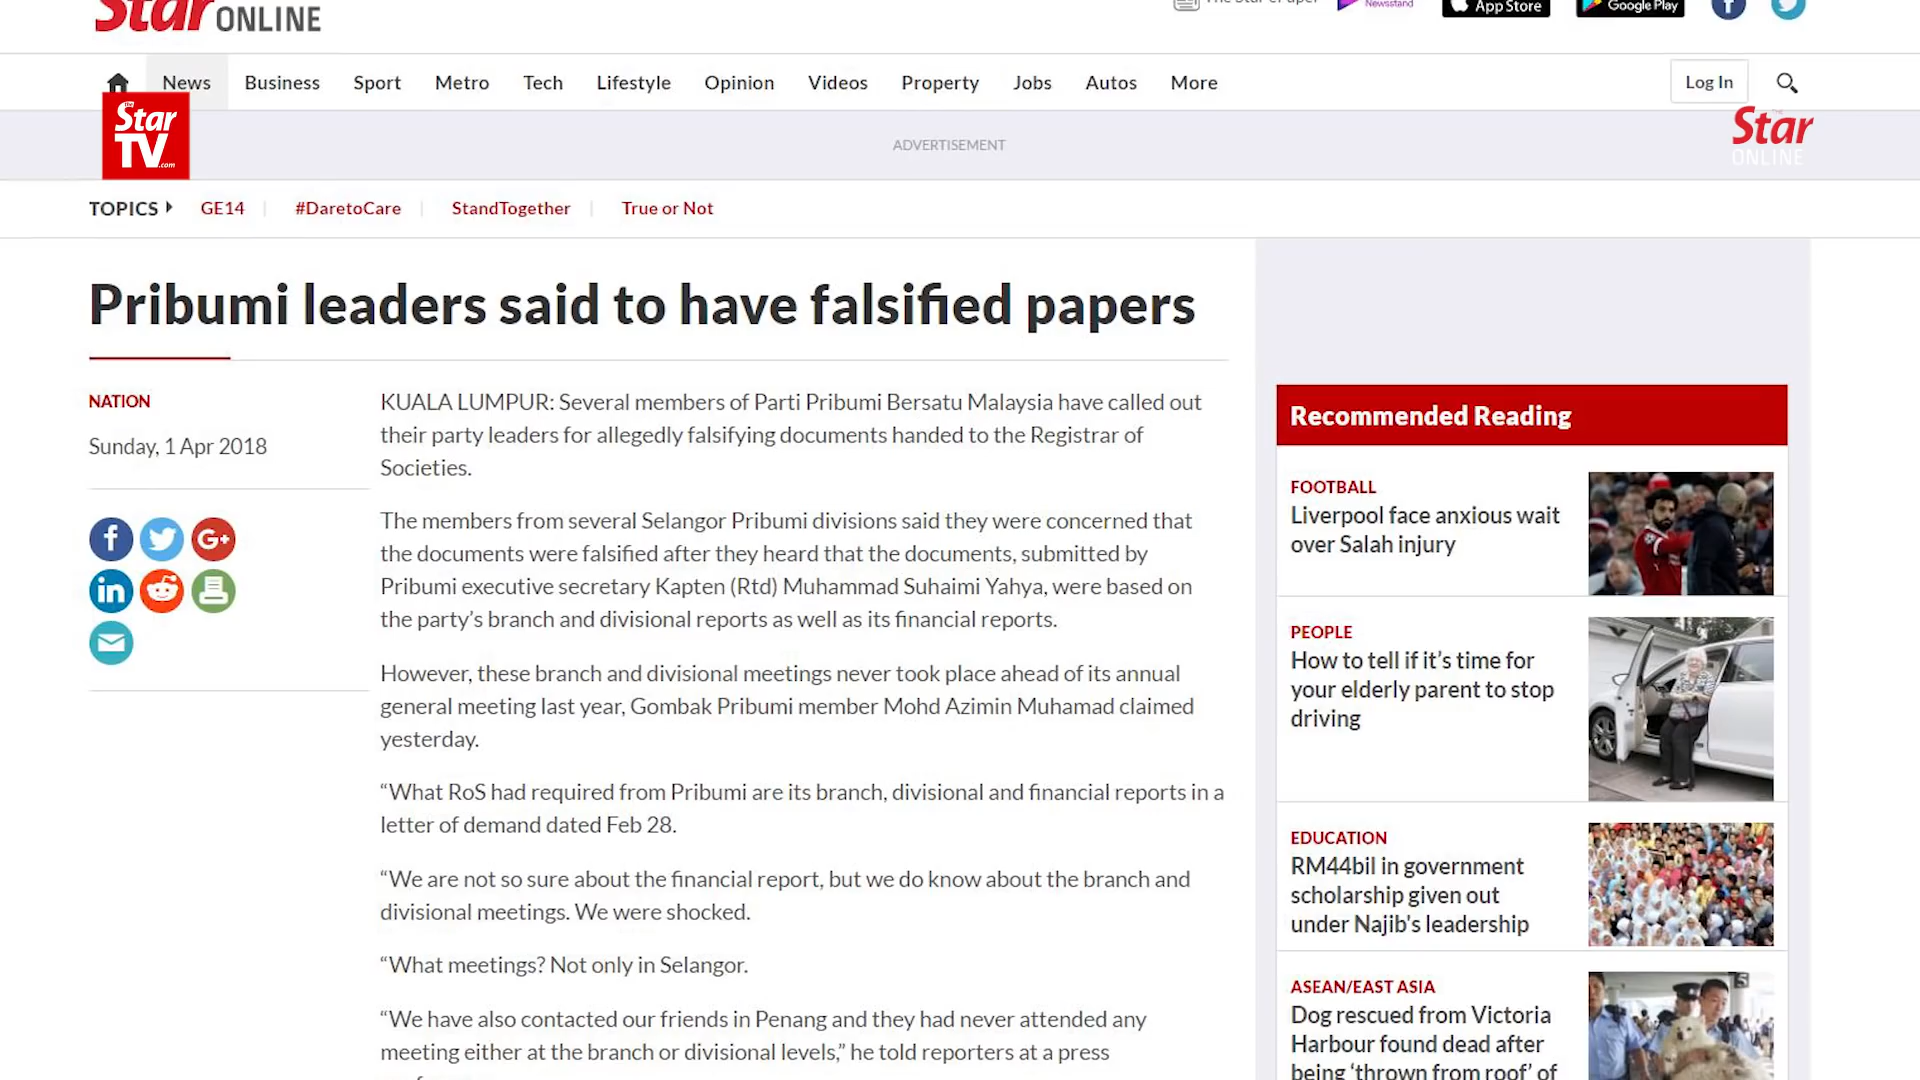 Star ONLINE
The Star ePaper
Newsstand
App Store
Google Play
News Business Sport Metro Tech Lifestyle Opinion Videos Property Jobs Autos More
Log In
The Star TV.com
ADVERTISEMENT
Star ONLINE
TOPICS GE14 #DaretoCare StandTogether True or Not
Pribumi leaders said to have falsified papers
NATION
Sunday, 1 Apr 2018
KUALA LUMPUR: Several members of Parti Pribumi Bersatu Malaysia have called out
their party leaders for allegedly falsifying documents handed to the Registrar of
Societies.
The members from several Selangor Pribumi divisions said they were concerned that
the documents were falsified after they heard that the documents, submitted by
Pribumi executive secretary Kapten (Rtd) Muhammad Suhaimi Yahya, were based on
the party’s branch and divisional reports as well as its financial reports.
However, these branch and divisional meetings never took place ahead of its annual
general meeting last year, Gombak Pribumi member Mohd Azimin Muhamad claimed
yesterday.
“What RoS had required from Pribumi are its branch, divisional and financial reports in a
letter of demand dated Feb 28.
“We are not so sure about the financial report, but we do know about the branch and
divisional meetings. We were shocked.
“What meetings? Not only in Selangor.
“We have also contacted our friends in Penang and they had never attended any
meeting either at the branch or divisional levels,” he told reporters at a press
Recommended Reading
FOOTBALL
Liverpool face anxious wait
over Salah injury
PEOPLE
How to tell if it’s time for
your elderly parent to stop
driving
EDUCATION
RM44bil in government
scholarship given out
under Najib's leadership
ASEAN/EAST ASIA
Dog rescued from Victoria
Harbour found dead after
being ‘thrown from roof’ of